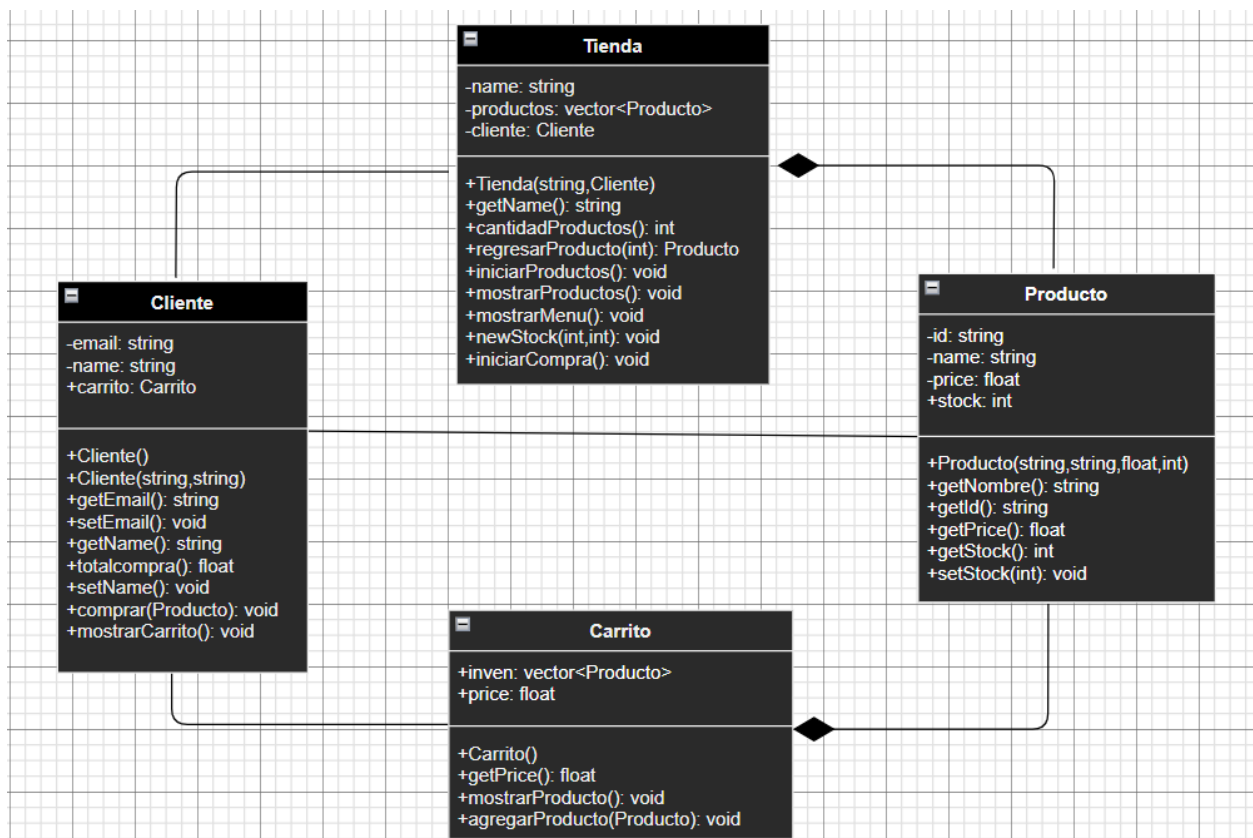 Tienda
-name: string
-productos: vector<Producto>
-cliente: Cliente
+Tienda(string,Cliente)
+getName(): string
+cantidadProductos(): int
+regresarProducto(int): Producto
+iniciarProductos(): void
+mostrarProductos(): void
+mostrarMenu(): void
+newStock(int,int): void
+iniciarCompra(): void
Cliente
-email: string
-name: string
+carrito: Carrito
+Cliente()
+Cliente(string,string)
+getEmail(): string
+setEmail(): void
+getName(): string
+totalcompra(): float
+setName(): void
+comprar(Producto): void
+mostrarCarrito(): void
Producto
-id: string
-name: string
-price: float
+stock: int
+Producto(string,string,float,int)
+getNombre(): string
+getId(): string
+getPrice(): float
+getStock(): int
+setStock(int): void
Carrito
+inven: vector<Producto>
+price: float
+Carrito()
+getPrice(): float
+mostrarProducto(): void
+agregarProducto(Producto): void